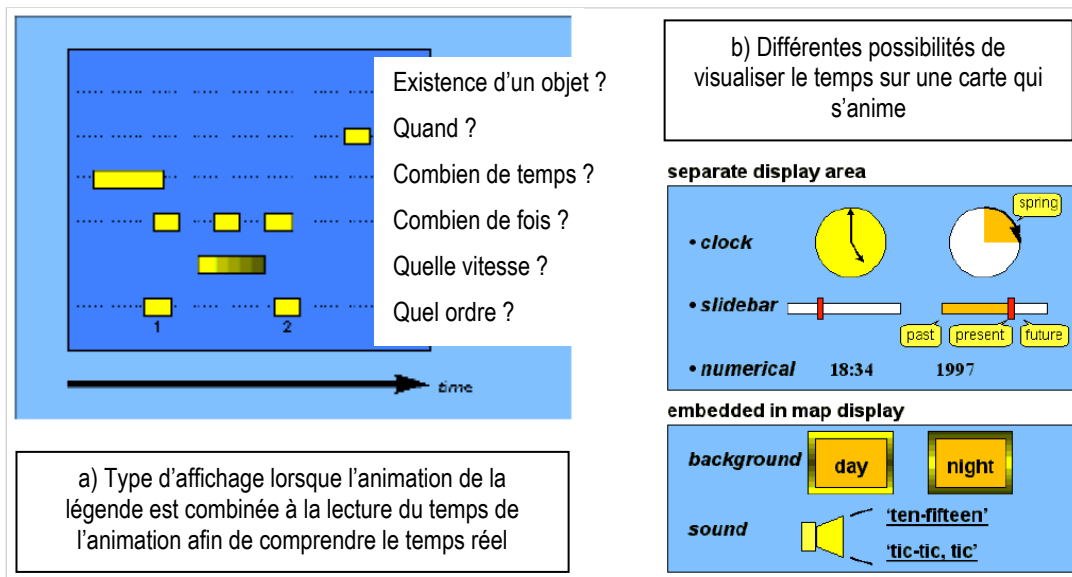 Existence d'un objet ?
Quand ?
Combien de temps ?
Combien de fois ?
Quelle vitesse ?
Quel ordre ?
1
2
time
a) Type d'affichage lorsque l'animation de la
légende est combinée à la lecture du temps de
l'animation afin de comprendre le temps réel
b) Différentes possibilités de
visualiser le temps sur une carte qui
s'anime
separate display area
spring
• clock
• slidebar
past
present
future
• numerical 18:34 1997
embedded in map display
background day night
sound
'ten-fifteen'
'tic-tic, tic'